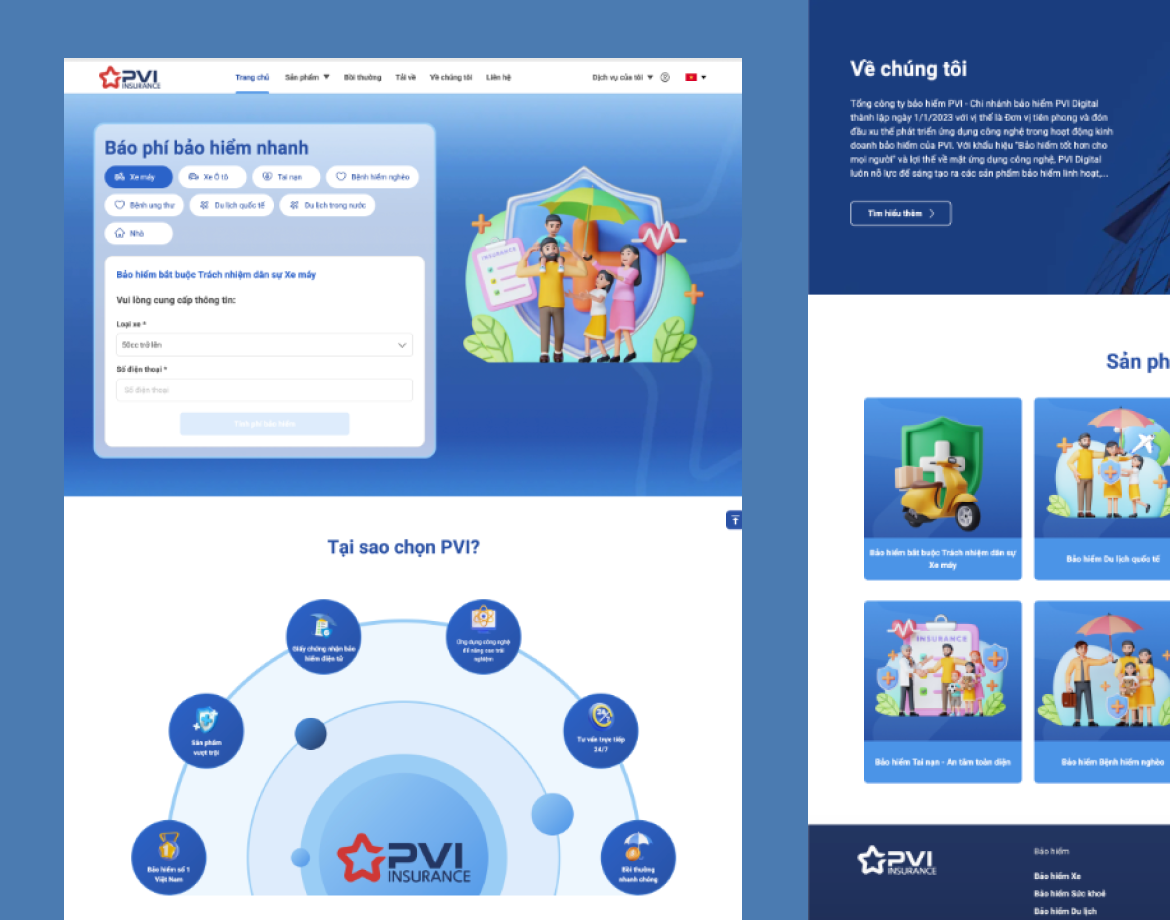 PVI
INSURANCE
Trang chủ
Sản phẩm
Bồi thường
Tải về
Về chúng tôi
Liên hệ
Dịch vụ của tôi
Báo phí bảo hiểm nhanh
Xe máy
Xe Ô tô
Tai nạn
Bệnh hiểm nghèo
Bệnh ung thư
Du lịch quốc tế
Du lịch trong nước
Nhà
Bảo hiểm bắt buộc Trách nhiệm dân sự Xe máy
Vui lòng cung cấp thông tin:
Loại xe *
50cc trở lên
Số điện thoại *
Số điện thoại
Tính phí bảo hiểm
INSURANCE
Tại sao chọn PVI?
Giấy chứng nhận bảo
hiểm điện tử
Ứng dụng công nghệ
để nâng cao trải
nghiệm
Sản phẩm
vượt trội
24/7
Tư vấn trực tiếp
24/7
Bảo hiểm số 1
Việt Nam
Bồi thường
nhanh chóng
PVI
INSURANCE
Về chúng tôi
Tổng công ty bảo hiểm PVI - Chi nhánh bảo hiểm PVI Digital
thành lập ngày 1/1/2023 với vị thế là Đơn vị tiên phong và đón
đầu xu thế phát triển ứng dụng công nghệ trong hoạt động kinh
doanh bảo hiểm của PVI. Với khẩu hiệu "Bảo hiểm tốt hơn cho
mọi người" và lợi thế về mặt ứng dụng công nghệ, PVI Digital
luôn nỗ lực để sáng tạo ra các sản phẩm bảo hiểm linh hoạt,...
Tìm hiểu thêm
Sản ph
Bảo hiểm bắt buộc Trách nhiệm dân sự
Xe máy
Bảo hiểm Du lịch quốc tế
INSURANCE
Bảo hiểm Tai nạn - An tâm toàn diện
Bảo hiểm Bệnh hiểm nghèo
PVI
INSURANCE
Bảo hiểm
Bảo hiểm Xe
Bảo hiểm Sức khoẻ
Bảo hiểm Du lịch